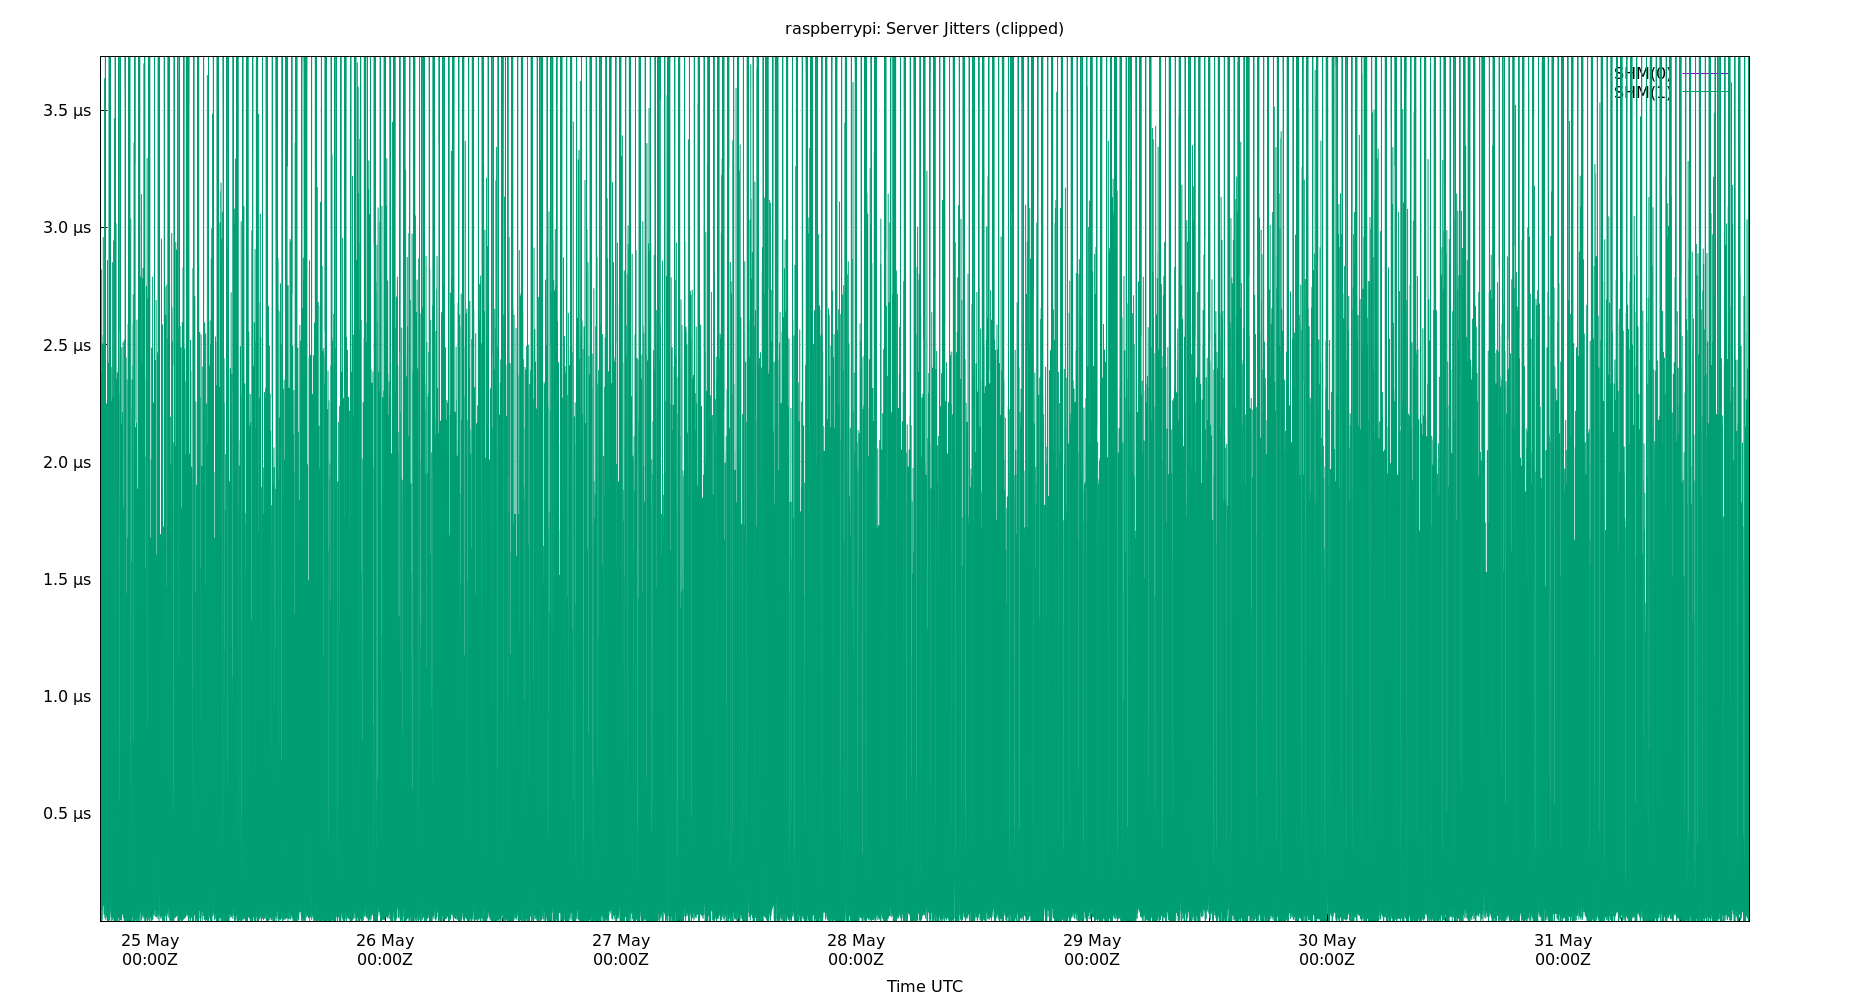 raspberrypi: Server Jitters (clipped)
SHM(0)
SHM(1)
3.5 µs
3.0 µs
2.5 µs
2.0 µs
1.5 µs
1.0 µs
0.5 µs
25 May 26 May 27 May 28 May 29 May 30 May 31 May
00:00Z 00:00Z 00:00Z 00:00Z 00:00Z 00:00Z 00:00Z
Time UTC